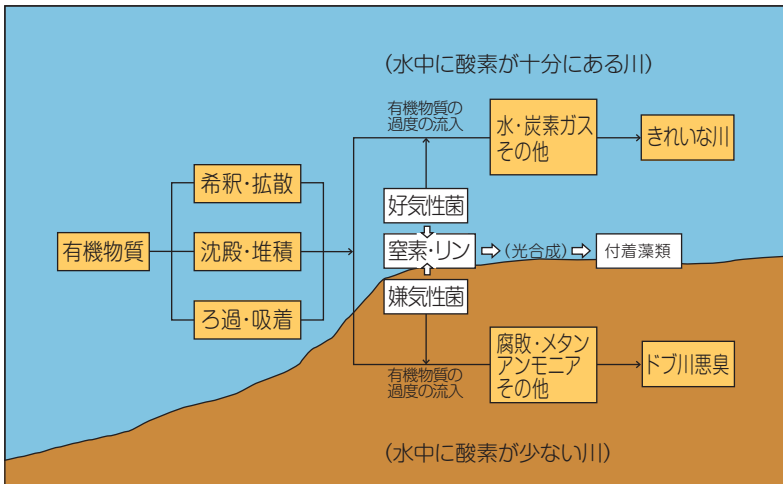 (水中に酸素が十分にある川)
有機物質の
過度の流入
水・炭素ガス
その他
きれいな川
希釈・拡散
好気性菌
有機物質
沈殿・堆積
窒素・リン
(光合成)
付着藻類
嫌気性菌
ろ過・吸着
腐敗・メタン
アンモニア
その他
ドブ川悪臭
有機物質の
過度の流入
(水中に酸素が少ない川)